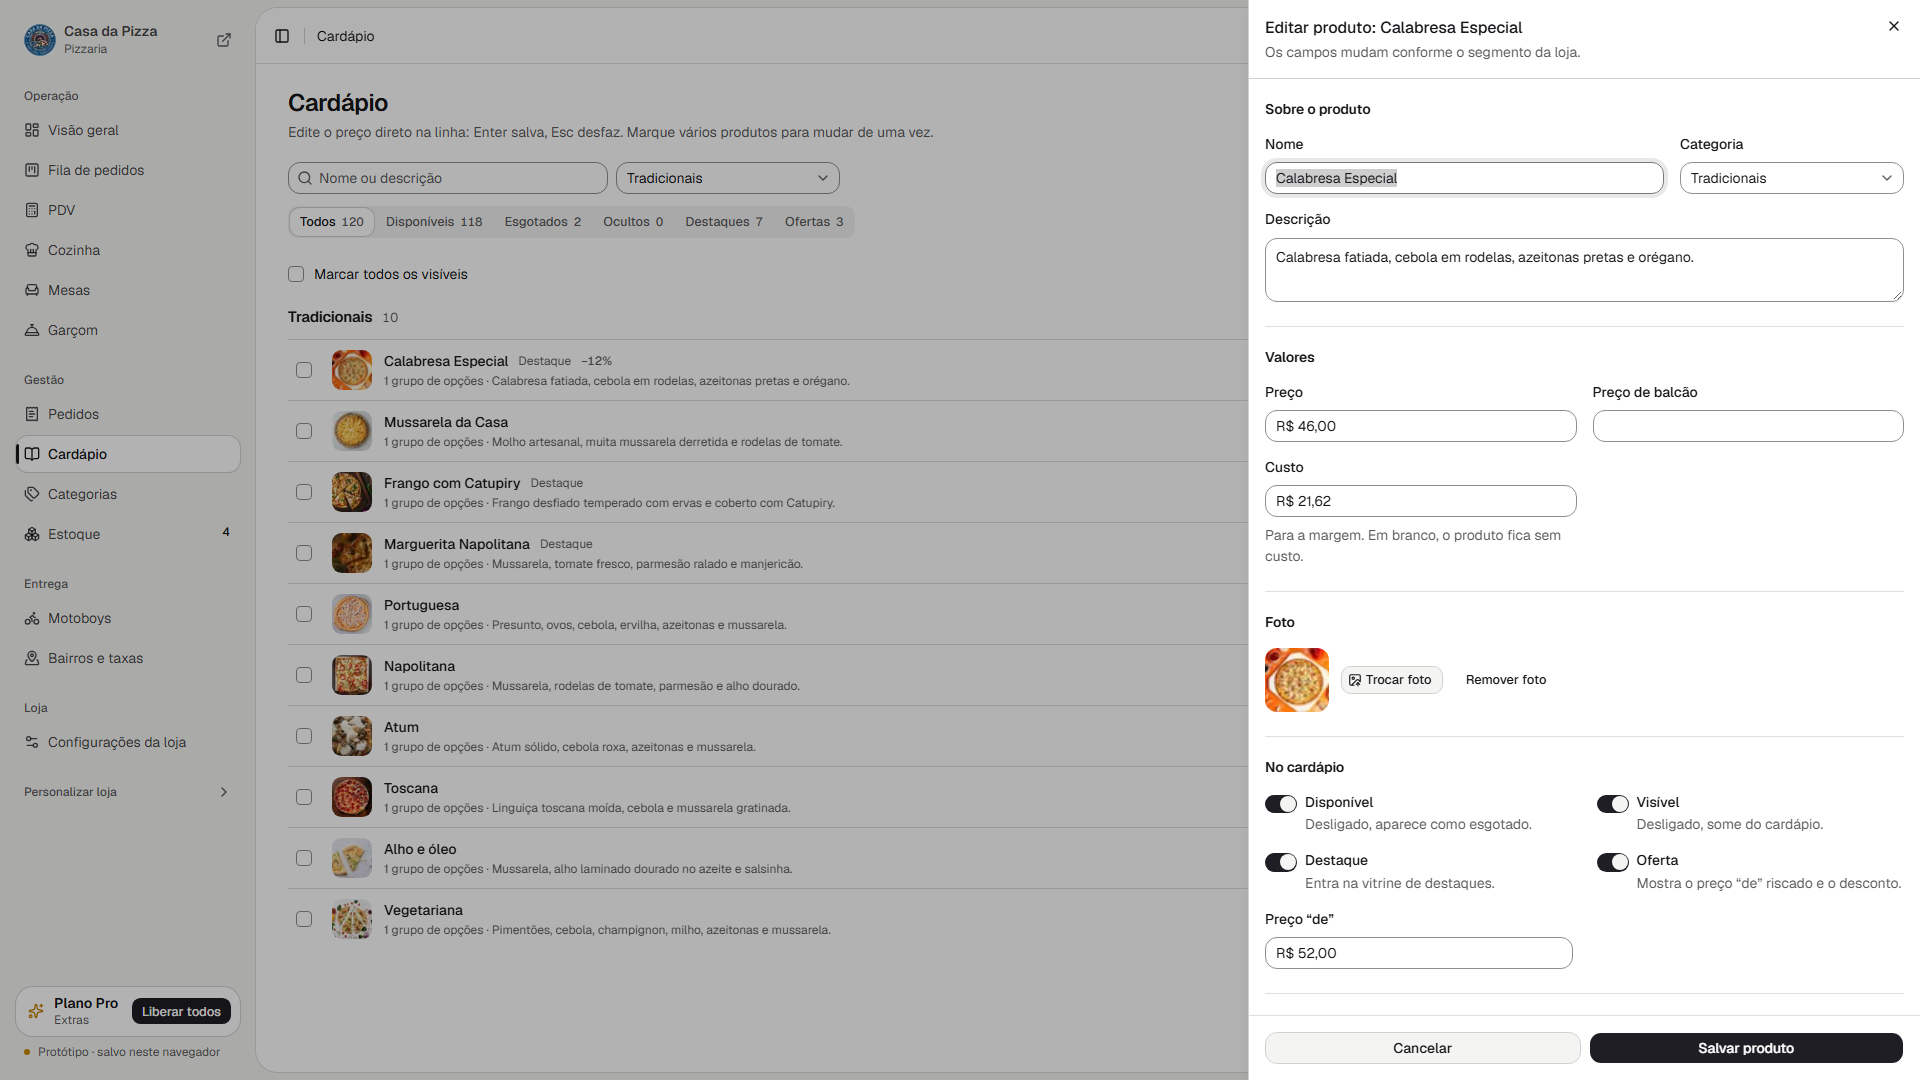 Casa da Pizza
Pizzaria
Operação
Visão geral
Fila de pedidos
PDV
Cozinha
Mesas
Garçom
Gestão
Pedidos
Cardápio
Categorias
Estoque 4
Entrega
Motoboys
Bairros e taxas
Loja
Configurações da loja
Personalizar loja
Plano Pro
Extras
Liberar todos
Protótipo · salvo neste navegador
Cardápio
Cardápio
Edite o preço direto na linha: Enter salva, Esc desfaz. Marque vários produtos para mudar de uma vez.
Nome ou descrição Tradicionais
Todos 120 Disponíveis 118 Esgotados 2 Ocultos 0 Destaques 7 Ofertas 3
Marcar todos os visíveis
Tradicionais 10
Calabresa Especial Destaque −12%
1 grupo de opções · Calabresa fatiada, cebola em rodelas, azeitonas pretas e orégano.
Mussarela da Casa
1 grupo de opções · Molho artesanal, muita mussarela derretida e rodelas de tomate.
Frango com Catupiry Destaque
1 grupo de opções · Frango desfiado temperado com ervas e coberto com Catupiry.
Marguerita Napolitana Destaque
1 grupo de opções · Mussarela, tomate fresco, parmesão ralado e manjericão.
Portuguesa
1 grupo de opções · Presunto, ovos, cebola, ervilha, azeitonas e mussarela.
Napolitana
1 grupo de opções · Mussarela, rodelas de tomate, parmesão e alho dourado.
Atum
1 grupo de opções · Atum sólido, cebola roxa, azeitonas e mussarela.
Toscana
1 grupo de opções · Linguiça toscana moída, cebola e mussarela gratinada.
Alho e óleo
1 grupo de opções · Mussarela, alho laminado dourado no azeite e salsinha.
Vegetariana
1 grupo de opções · Pimentões, cebola, champignon, milho, azeitonas e mussarela.
Editar produto: Calabresa Especial
Os campos mudam conforme o segmento da loja.
Sobre o produto
Nome Categoria
Calabresa Especial Tradicionais
Descrição
Calabresa fatiada, cebola em rodelas, azeitonas pretas e orégano.
Valores
Preço Preço de balcão
R$ 46,00
Custo
R$ 21,62
Para a margem. Em branco, o produto fica sem
custo.
Foto
Trocar foto Remover foto
No cardápio
Disponível Visível
Desligado, aparece como esgotado. Desligado, some do cardápio.
Destaque Oferta
Entra na vitrine de destaques. Mostra o preço “de” riscado e o desconto.
Preço “de”
R$ 52,00
Cancelar Salvar produto